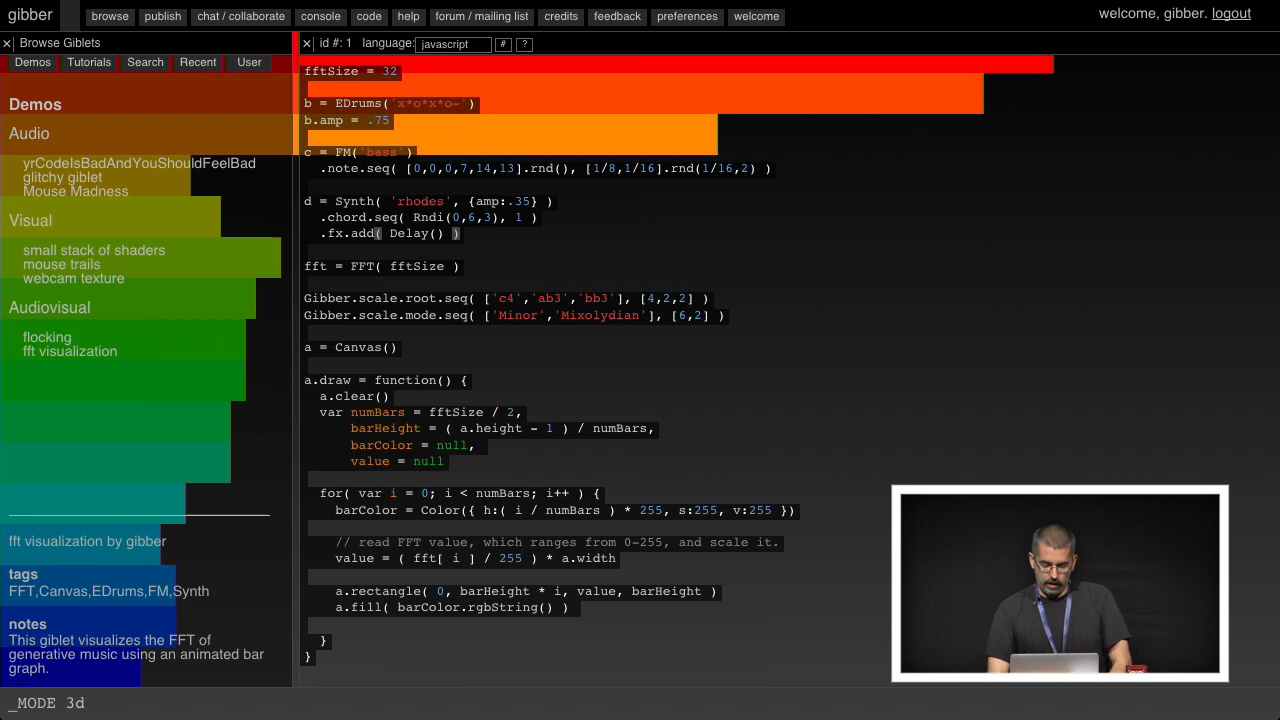 gibber
browse publish chat / collaborate console code help forum / mailing list credits feedback preferences welcome
welcome, gibber. logout
× Browse Giblets
× id #: 1 language: javascript # ?
Demos Tutorials Search Recent User
Demos
Audio
yrCodeIsBadAndYouShouldFeelBad
glitchy giblet
Mouse Madness
Visual
small stack of shaders
mouse trails
webcam texture
Audiovisual
flocking
fft visualization
fft visualization by gibber
tags
FFT,Canvas,EDrums,FM,Synth
notes
This giblet visualizes the FFT of
generative music using an animated bar
graph.
fftSize = 32
b = EDrums('x*o*x*o-')
b.amp = .75
c = FM('bass')
.note.seq( [0,0,0,7,14,13].rnd(), [1/8,1/16].rnd(1/16,2) )
d = Synth( 'rhodes', {amp:.35} )
.chord.seq( Rndi(0,6,3), 1 )
.fx.add( Delay() )
fft = FFT( fftSize )
Gibber.scale.root.seq( ['c4','ab3','bb3'], [4,2,2] )
Gibber.scale.mode.seq( ['Minor','Mixolydian'], [6,2] )
a = Canvas()
a.draw = function() {
a.clear()
var numBars = fftSize / 2,
barHeight = ( a.height - 1 ) / numBars,
barColor = null,
value = null
for( var i = 0; i < numBars; i++ ) {
barColor = Color({ h:( i / numBars ) * 255, s:255, v:255 })
// read FFT value, which ranges from 0-255, and scale it.
value = ( fft[ i ] / 255 ) * a.width
a.rectangle( 0, barHeight * i, value, barHeight )
a.fill( barColor.rgbString() )
}
}
_MODE 3d